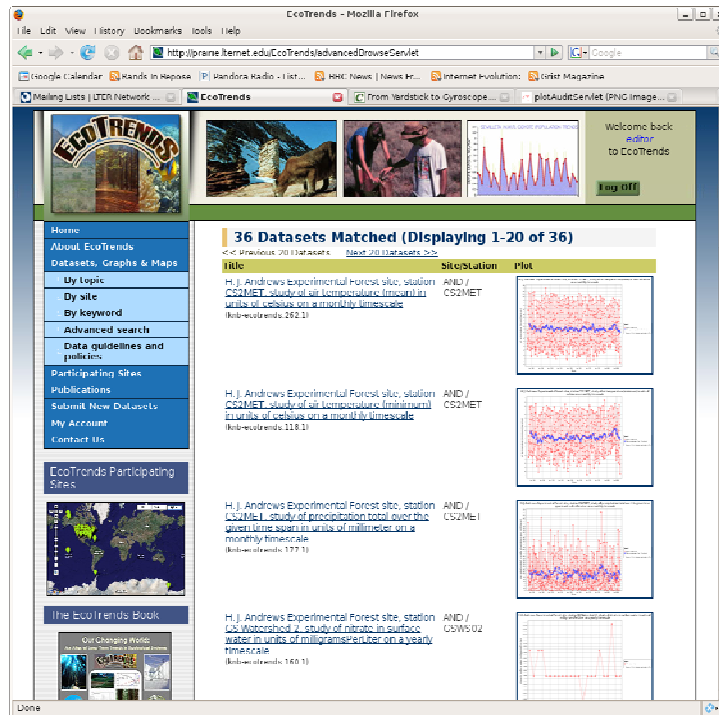 EcoTrends - Mozilla Firefox
File Edit View History Bookmarks Tools Help
http://prairie.lternet.edu/EcoTrends/advancedBrowseServlet
Google
Google Calendar Rands In Repose Pandora Radio - List... BBC News | News Fr... Internet Evolution: Grist Magazine
Mailing Lists | LTER Network ... EcoTrends From Yardstick to Gyroscope... plotAuditServlet (PNG Image...
ECOTRENDS
Welcome back
editor
to EcoTrends
Log Off
Home
About EcoTrends
Datasets, Graphs & Maps
By topic
By site
By keyword
Advanced search
Data guidelines and
policies
Participating Sites
Publications
Submit New Datasets
My Account
Contact Us
EcoTrends Participating
Sites
The EcoTrends Book
Our Changing World:
36 Datasets Matched (Displaying 1-20 of 36)
<< Previous 20 Datasets Next 20 Datasets >>
Title Site/Station Plot
H. J. Andrews Experimental Forest site, station AND /
CS2MET, study of air temperature (mean) in CS2MET
units of celsius on a monthly timescale
(knb-ecotrends.262.1)
H. J. Andrews Experimental Forest site, station AND /
CS2MET, study of air temperature (minimum) CS2MET
in units of celsius on a monthly timescale
(knb-ecotrends.118.1)
H. J. Andrews Experimental Forest site, station AND /
CS2MET, study of precipitation total over the CS2MET
given time span in units of millimeter on a
monthly timescale
(knb-ecotrends.177.1)
H. J. Andrews Experimental Forest site, station AND /
GS Watershed 2, study of nitrate in surface GSWS02
water in units of milligramsPerLiter on a yearly
timescale
(knb-ecotrends.160.1)
Done